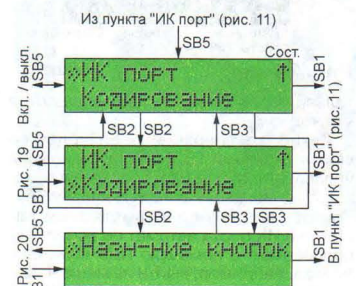 Из пункта "ИК порт" (рис. 11)
SB5
Сост.
Вкл. / выкл.
SB5
»ИК порт ↑
Кодирование
SB1
SB2 SB2 SB3
Рис. 19
SB5
SB1
ИК порт ↑
»Кодирование
SB1
В пункт "ИК порт" (рис. 11)
SB2 SB3 SB3
Рис. 20
SB5
»Назн-ние кнопок
SB1